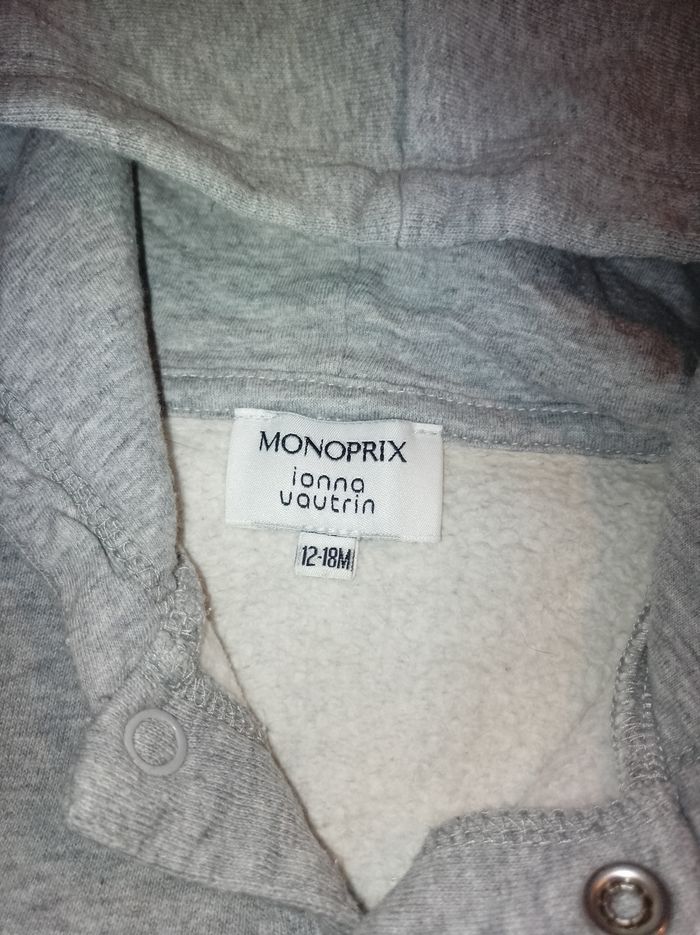 MONOPRIX
ionna
vautrin
12-18M